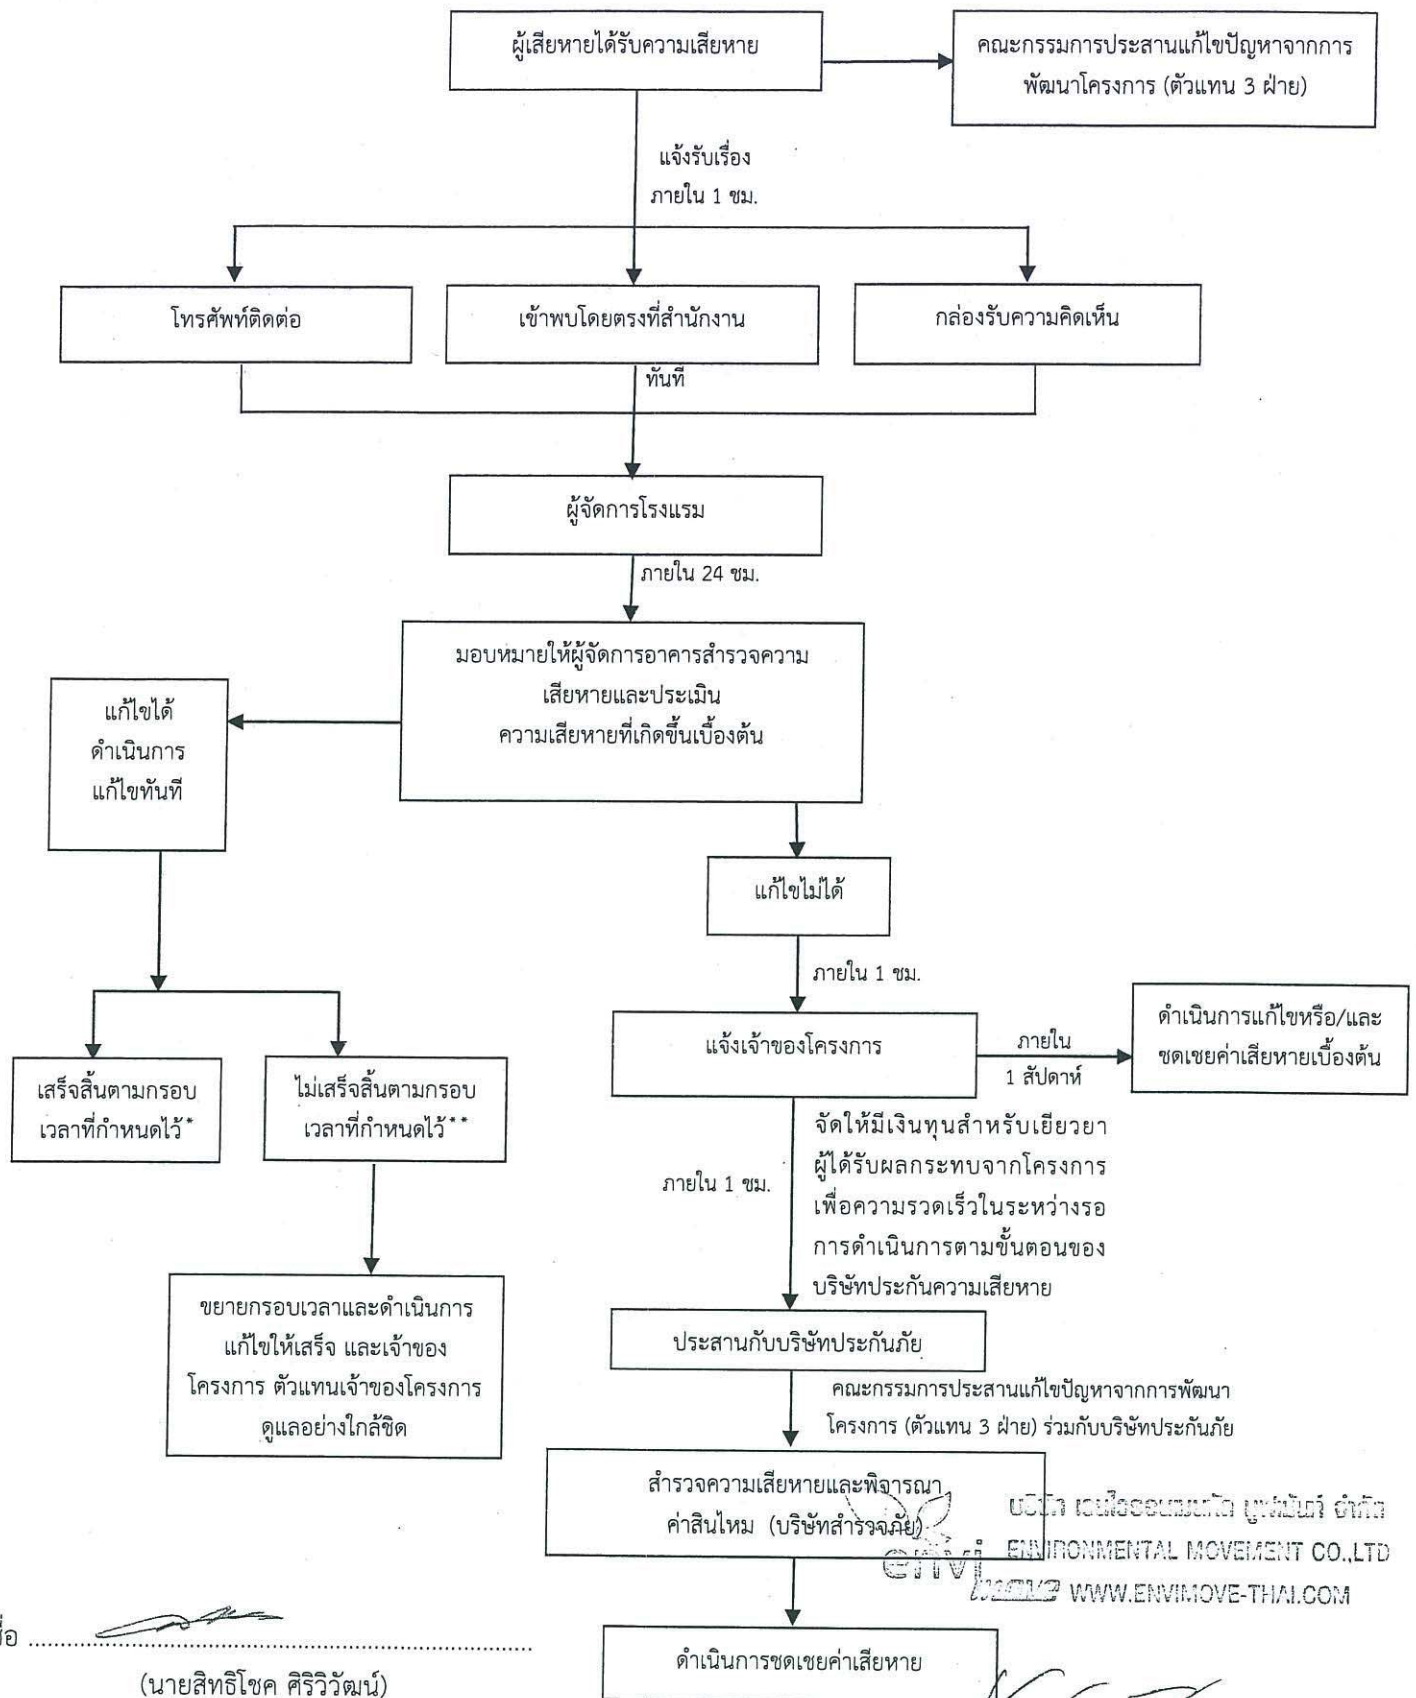 ผู้เสียหายได้รับความเสียหาย
คณะกรรมการประสานแก้ไขปัญหาจากการ
พัฒนาโครงการ (ตัวแทน 3 ฝ่าย)
แจ้งรับเรื่อง
ภายใน 1 ชม.
โทรศัพท์ติดต่อ
เข้าพบโดยตรงที่สำนักงาน
กล่องรับความคิดเห็น
ทันที
ผู้จัดการโรงแรม
ภายใน 24 ชม.
มอบหมายให้ผู้จัดการอาคารสำรวจความ
เสียหายและประเมิน
ความเสียหายที่เกิดขึ้นเบื้องต้น
แก้ไขได้
ดำเนินการ
แก้ไขทันที
แก้ไขไม่ได้
ภายใน 1 ชม.
แจ้งเจ้าของโครงการ
ภายใน
1 สัปดาห์
ดำเนินการแก้ไขหรือ/และ
ชดเชยค่าเสียหายเบื้องต้น
เสร็จสิ้นตามกรอบ
เวลาที่กำหนดไว้*
ไม่เสร็จสิ้นตามกรอบ
เวลาที่กำหนดไว้**
ภายใน 1 ชม.
จัดให้มีเงินทุนสำหรับเยียวยา
ผู้ได้รับผลกระทบจากโครงการ
เพื่อความรวดเร็วในระหว่างรอ
การดำเนินการตามขั้นตอนของ
บริษัทประกันความเสียหาย
ขยายกรอบเวลาและดำเนินการ
แก้ไขให้เสร็จ และเจ้าของ
โครงการ ตัวแทนเจ้าของโครงการ
ดูแลอย่างใกล้ชิด
ประสานกับบริษัทประกันภัย
คณะกรรมการประสานแก้ไขปัญหาจากการพัฒนา
โครงการ (ตัวแทน 3 ฝ่าย) ร่วมกับบริษัทประกันภัย
สำรวจความเสียหายและพิจารณา
ค่าสินไหม (บริษัทสำรวจภัย)
envi
move
บริษัท เอนไวรอนเมนทัล มูฟเม้นท์ จำกัด
ENVIRONMENTAL MOVEMENT CO.,LTD
WWW.ENVIMOVE-THAI.COM
ดำเนินการชดเชยค่าเสียหาย
(นายสิทธิโชค ศิริวิวัฒน์)